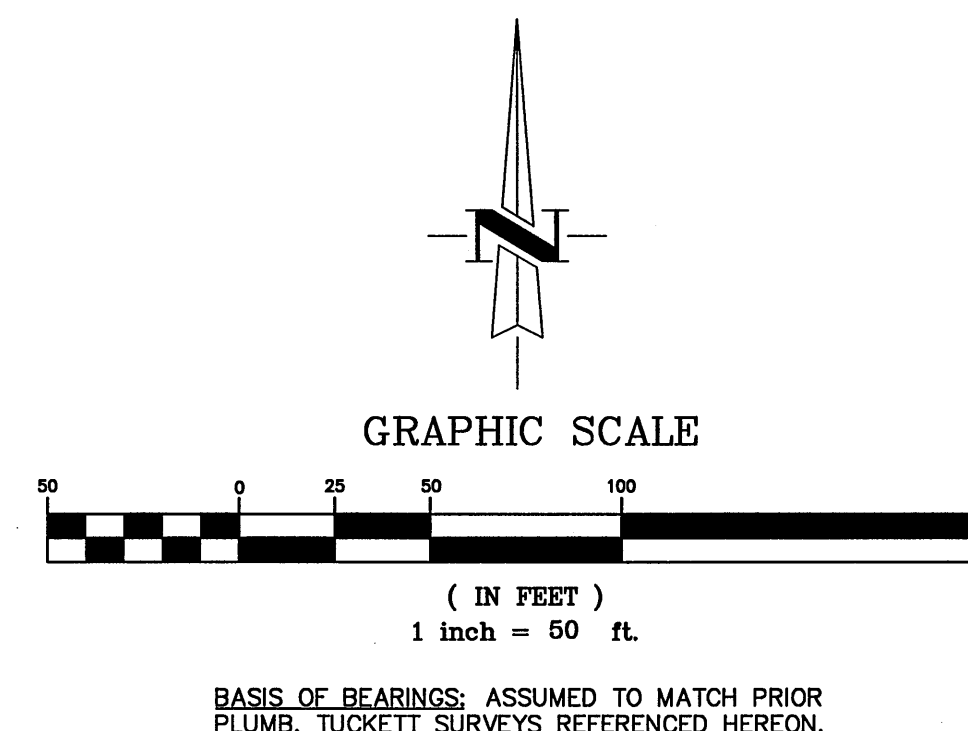 N
GRAPHIC SCALE
50 0 25 50 100
( IN FEET )
1 inch = 50 ft.
BASIS OF BEARINGS: ASSUMED TO MATCH PRIOR
PLUMB, TUCKETT SURVEYS REFERENCED HEREON.